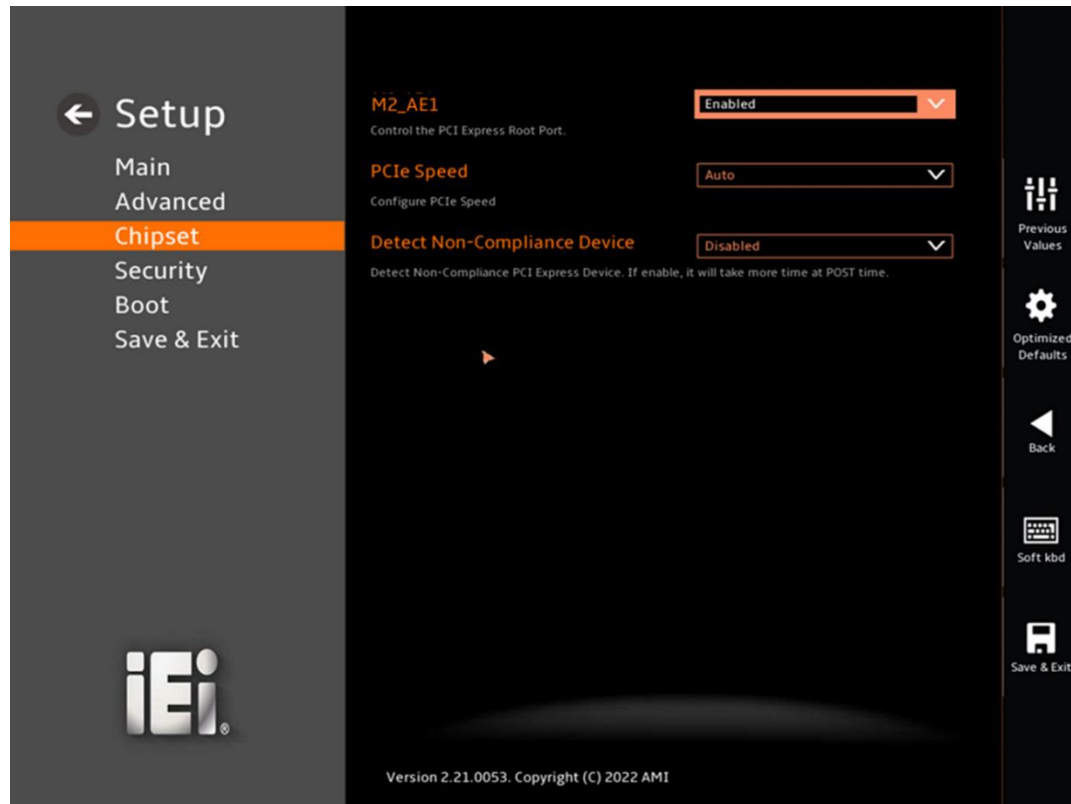 Setup
Main
Advanced
Chipset
Security
Boot
Save & Exit
M2_AE1
Enabled
Control the PCI Express Root Port.
PCIe Speed
Auto
Configure PCIe Speed
Detect Non-Compliance Device
Disabled
Detect Non-Compliance PCI Express Device. If enable, it will take more time at POST time.
Previous
Values
Optimized
Defaults
Back
Soft kbd
Save & Exit
iEi®
Version 2.21.0053. Copyright (C) 2022 AMI